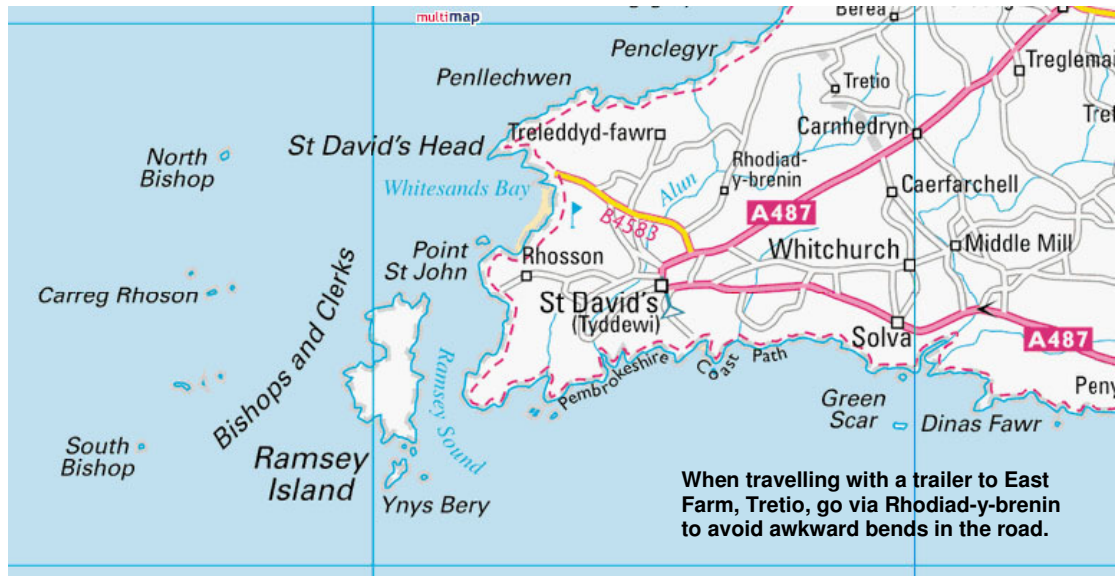 multimap
Berea
Penclegyr
Treglemai
Penllechwen
Tretio
Carnhedryn
Treleddyd-fawr
St David's Head
North
Bishop
Rhodiad-
y-brenin
Whitesands Bay
Alun
Caerfarchell
A487
B4583
Point
St John
Rhosson
Whitchurch
Middle Mill
Carreg Rhoson
Bishops and Clerks
St David's
(Tyddewi)
Solva
A487
Ramsey Sound
Pembrokeshire Coast Path
Peny
Green
Scar
Dinas Fawr
South
Bishop
Ramsey
Island
Ynys Bery
When travelling with a trailer to East
Farm, Tretio, go via Rhodiad-y-brenin
to avoid awkward bends in the road.